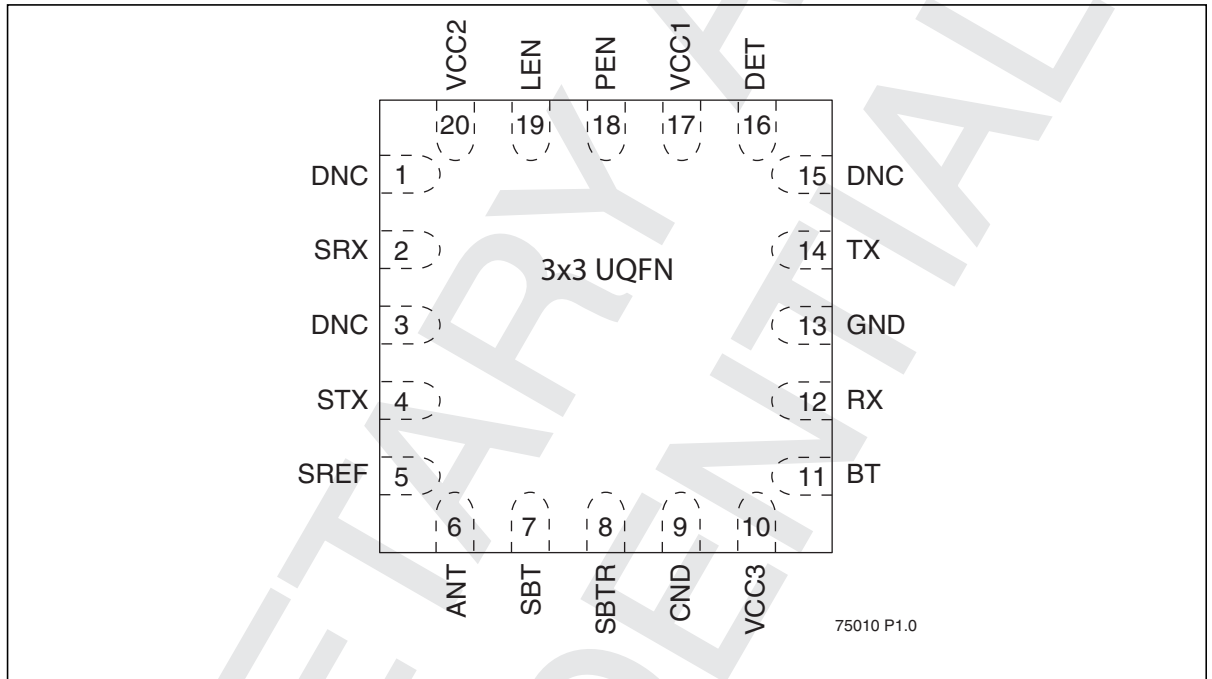 VCC2 LEN PEN VCC1 DET
20 19 18 17 16
DNC 1 15 DNC
SRX 2 14 TX
3x3 UQFN
DNC 3 13 GND
STX 4 12 RX
SREF 5 11 BT
6 7 8 9 10
ANT SBT SBTR CND VCC3
75010 P1.0